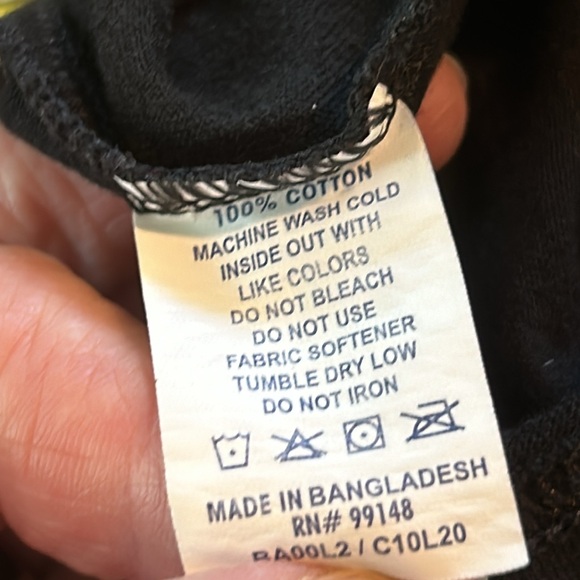 100% COTTON
MACHINE WASH COLD
INSIDE OUT WITH
LIKE COLORS
DO NOT BLEACH
DO NOT USE
FABRIC SOFTENER
TUMBLE DRY LOW
DO NOT IRON
MADE IN BANGLADESH
RN# 99148
BA00L2 / C10L20